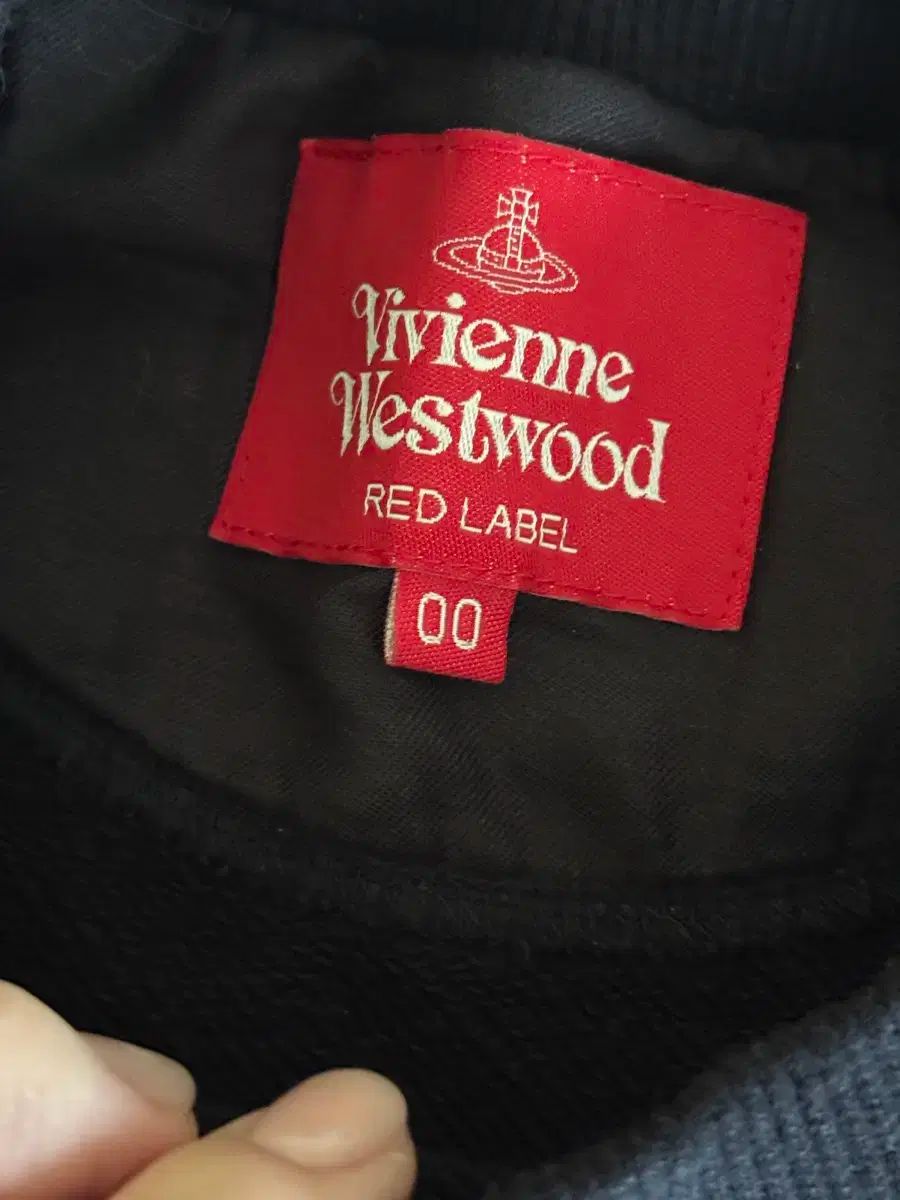 Vivienne
Westwood
RED LABEL
00